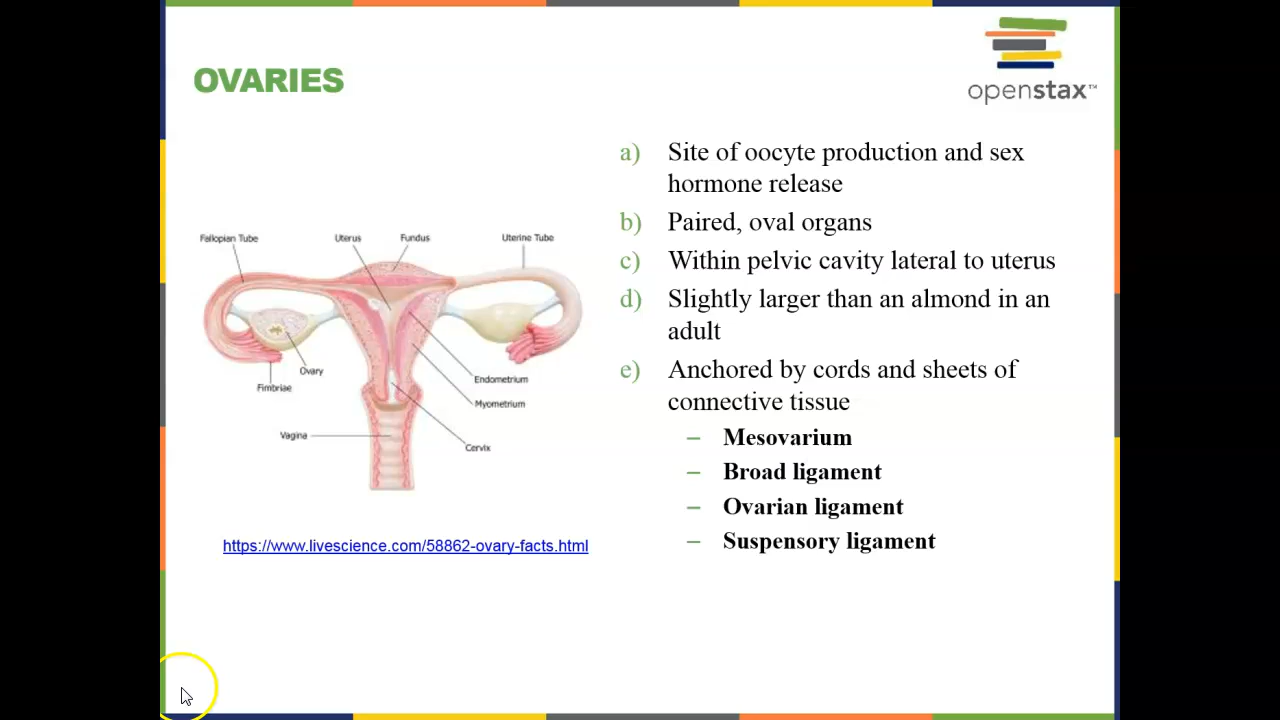 OVARIES
openstax™
a) Site of oocyte production and sex
hormone release
b) Paired, oval organs
c) Within pelvic cavity lateral to uterus
d) Slightly larger than an almond in an
adult
e) Anchored by cords and sheets of
connective tissue
– Mesovarium
– Broad ligament
– Ovarian ligament
– Suspensory ligament
Fallopian Tube
Uterus
Fundus
Uterine Tube
Ovary
Fimbriae
Endometrium
Myometrium
Vagina
Cervix
https://www.livescience.com/58862-ovary-facts.html